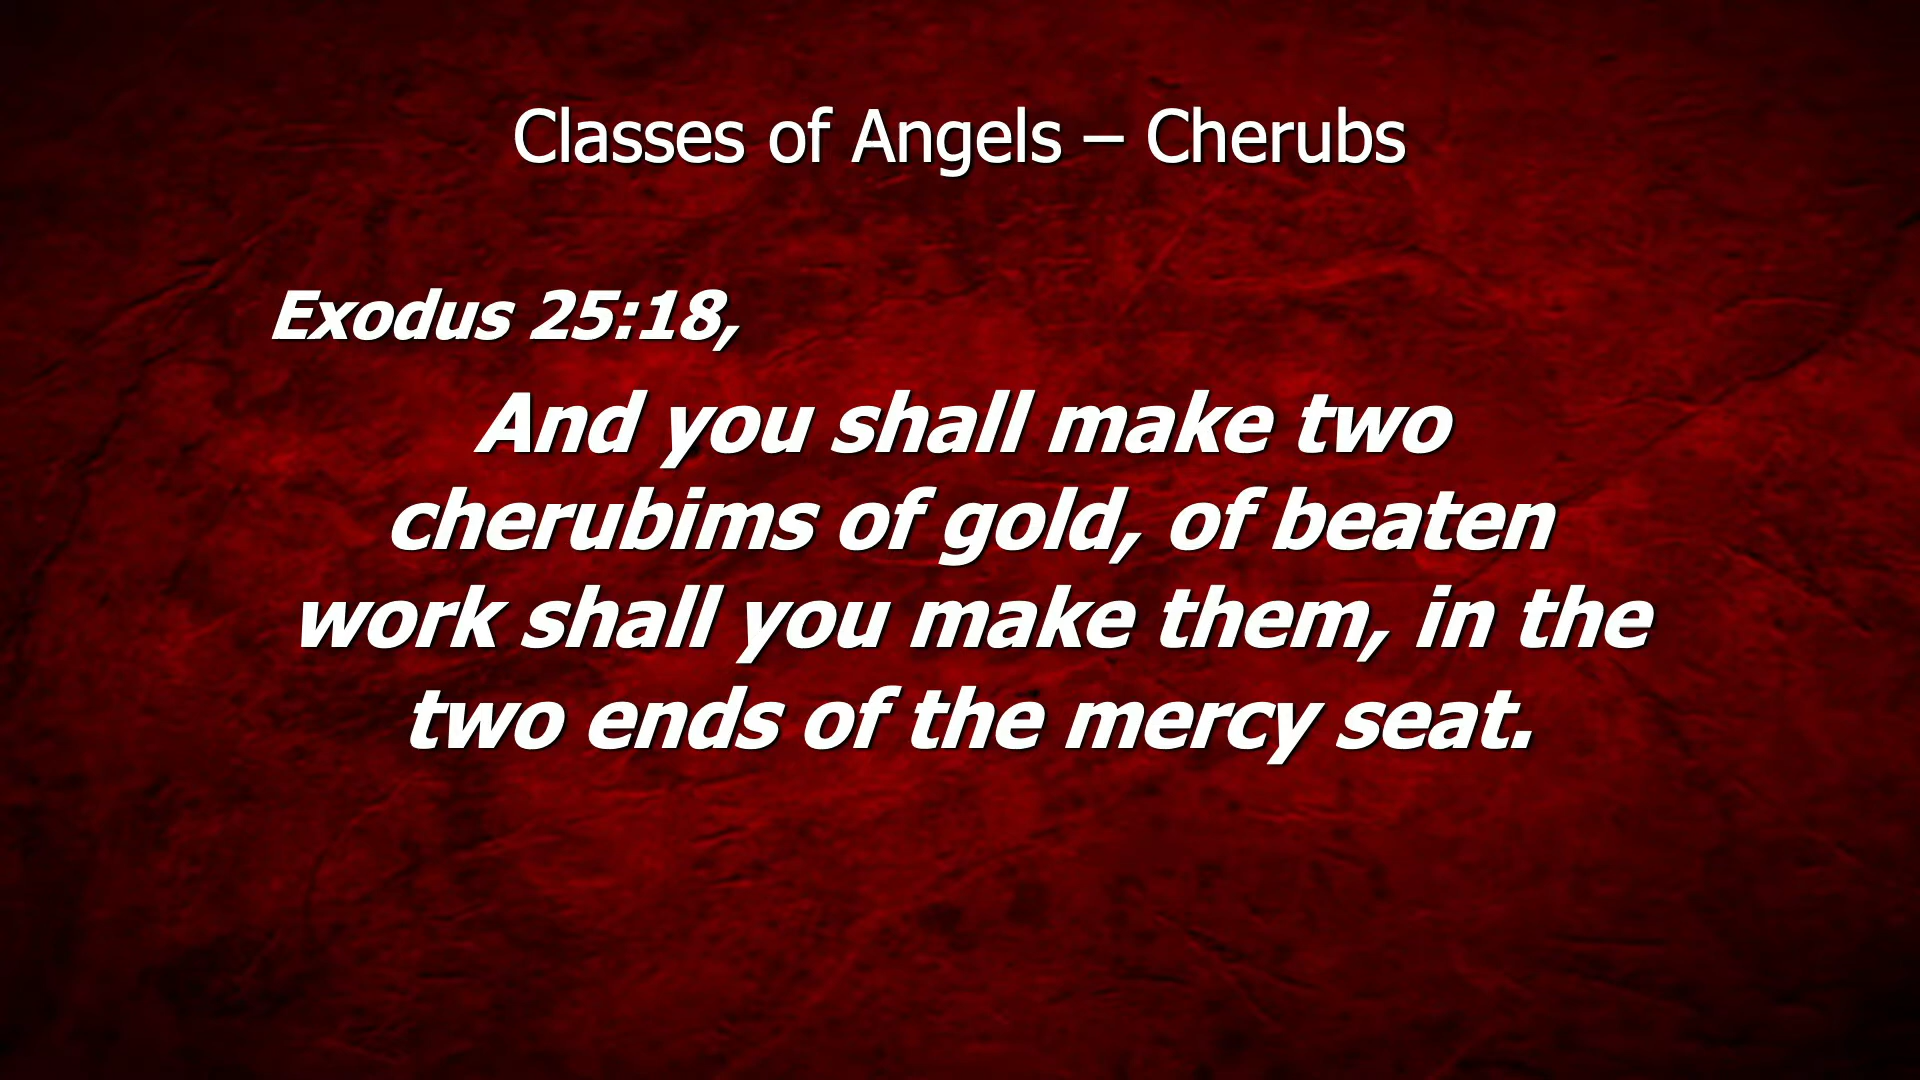 Classes of Angels – Cherubs
Exodus 25:18,
And you shall make two
cherubims of gold, of beaten
work shall you make them, in the
two ends of the mercy seat.